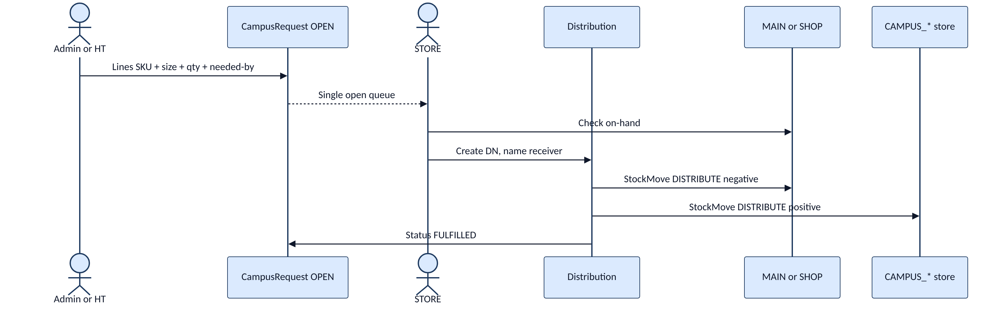 Admin or HT
CampusRequest OPEN
STORE
Distribution
MAIN or SHOP
CAMPUS_* store
Lines SKU + size + qty + needed-by
Single open queue
Check on-hand
Create DN, name receiver
StockMove DISTRIBUTE negative
StockMove DISTRIBUTE positive
Status FULFILLED
Admin or HT
CampusRequest OPEN
STORE
Distribution
MAIN or SHOP
CAMPUS_* store